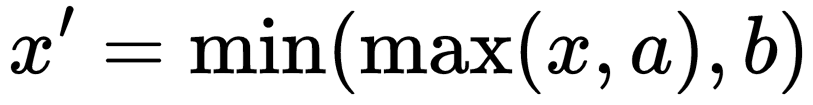 x′ = min(max(x, a), b)